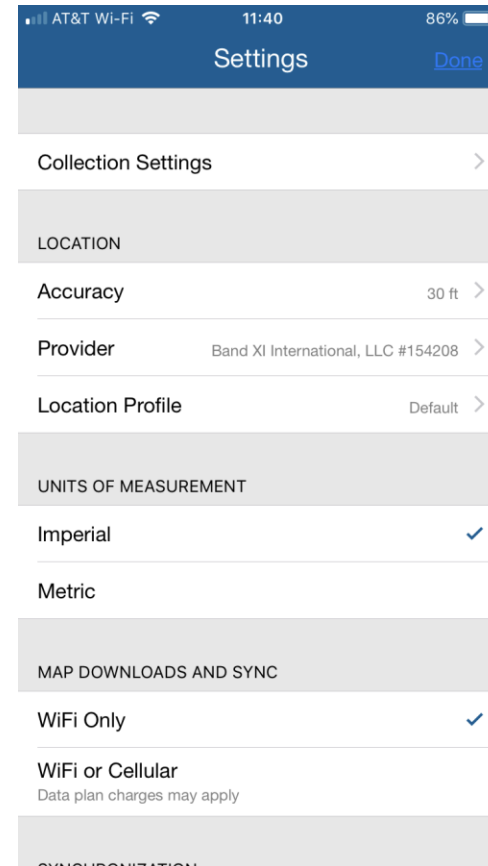 AT&T Wi-Fi 11:40 86%
Settings Done
Collection Settings
LOCATION
Accuracy 30 ft
Provider Band XI International, LLC #154208
Location Profile Default
UNITS OF MEASUREMENT
Imperial
Metric
MAP DOWNLOADS AND SYNC
WiFi Only
WiFi or Cellular
Data plan charges may apply
SYNCHRONIZATION